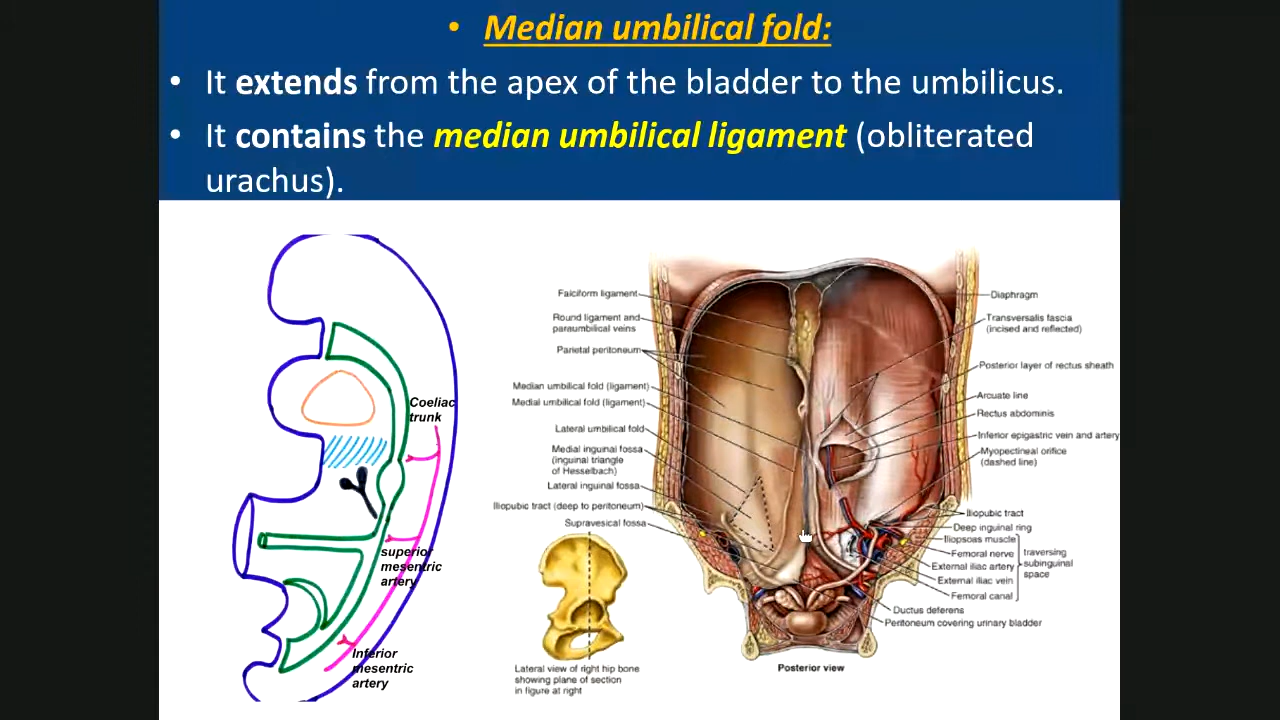 • Median umbilical fold:
• It extends from the apex of the bladder to the umbilicus.
• It contains the median umbilical ligament (obliterated
urachus).
Coeliac
trunk
superior
mesentric
artery
Inferior
mesentric
artery
Falciform ligament
Round ligament and
paraumbilical veins
Parietal peritoneum
Median umbilical fold (ligament)
Medial umbilical fold (ligament)
Lateral umbilical fold
Medial inguinal fossa
(inguinal triangle
of Hesselbach)
Lateral inguinal fossa
Iliopubic tract (deep to peritoneum)
Supravesical fossa
Lateral view of right hip bone
showing plane of section
in figure at right
Diaphragm
Transversalis fascia
(incised and reflected)
Posterior layer of rectus sheath
Arcuate line
Rectus abdominis
Inferior epigastric vein and artery
Myopectineal orifice
(dashed line)
Iliopubic tract
Deep inguinal ring
Iliopsoas muscle
Femoral nerve
External iliac artery
External iliac vein
Femoral canal
traversing
subinguinal
space
Ductus deferens
Peritoneum covering urinary bladder
Posterior view